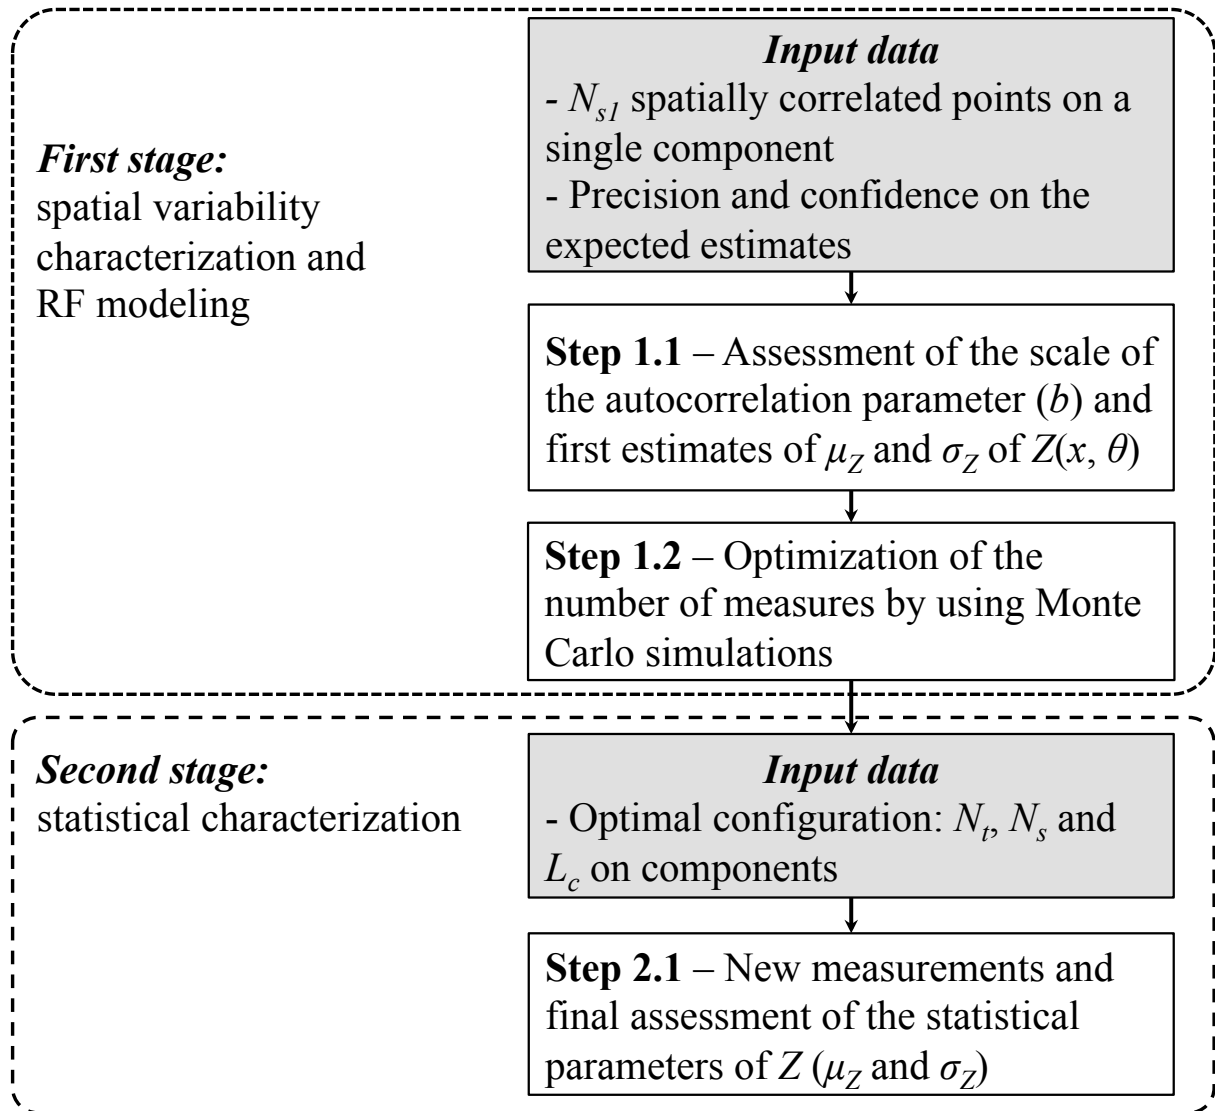 First stage:
spatial variability
characterization and
RF modeling
Input data
- Ns1 spatially correlated points on a
single component
- Precision and confidence on the
expected estimates
Step 1.1 – Assessment of the scale of
the autocorrelation parameter (b) and
first estimates of μZ and σZ of Z(x, θ)
Step 1.2 – Optimization of the
number of measures by using Monte
Carlo simulations
Second stage:
statistical characterization
Input data
- Optimal configuration: Nt, Ns and
Lc on components
Step 2.1 – New measurements and
final assessment of the statistical
parameters of Z (μZ and σZ)